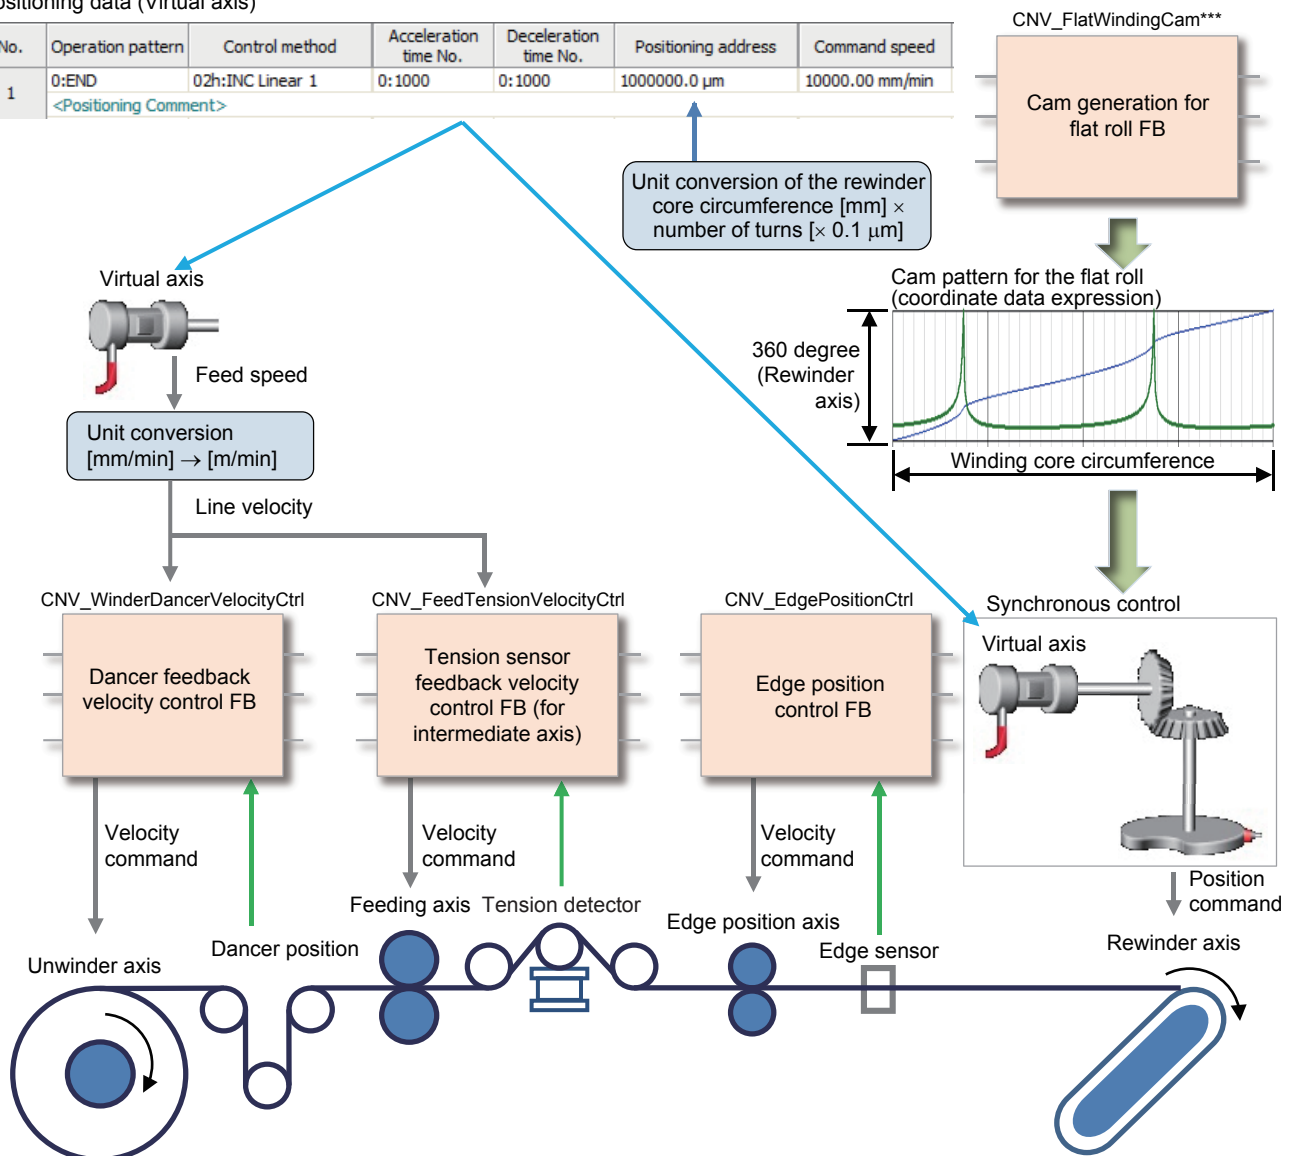 ositioning data (Virtual axis)
No. Operation pattern Control method Acceleration time No. Deceleration time No. Positioning address Command speed
1 0:END 02h:INC Linear 1 0:1000 0:1000 1000000.0 µm 10000.00 mm/min
<Positioning Comment>
CNV_FlatWindingCam***
Cam generation for
flat roll FB
Unit conversion of the rewinder
core circumference [mm] ×
number of turns [× 0.1 µm]
Virtual axis
Feed speed
Unit conversion
[mm/min] → [m/min]
Line velocity
Cam pattern for the flat roll
(coordinate data expression)
360 degree
(Rewinder
axis)
Winding core circumference
CNV_WinderDancerVelocityCtrl
Dancer feedback
velocity control FB
CNV_FeedTensionVelocityCtrl
Tension sensor
feedback velocity
control FB (for
intermediate axis)
CNV_EdgePositionCtrl
Edge position
control FB
Synchronous control
Virtual axis
Velocity
command
Velocity
command
Velocity
command
Position
command
Unwinder axis
Dancer position
Feeding axis
Tension detector
Edge position axis
Edge sensor
Rewinder axis